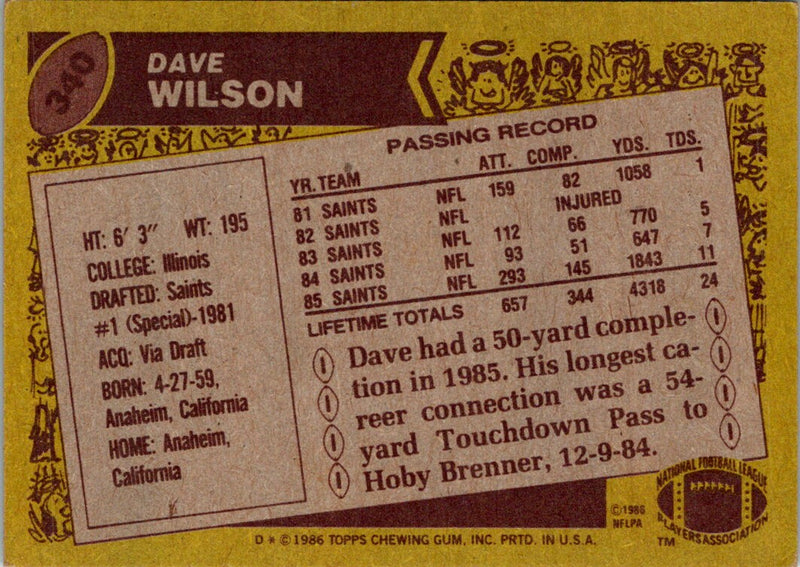 340
DAVE
WILSON
HT: 6' 3" WT: 195
COLLEGE: Illinois
DRAFTED: Saints
#1 (Special)-1981
ACQ: Via Draft
BORN: 4-27-59,
Anaheim, California
HOME: Anaheim,
California
PASSING RECORD
YR. TEAM ATT. COMP. YDS. TDS.
81 SAINTS NFL 159 82 1058 1
82 SAINTS NFL INJURED
83 SAINTS NFL 112 66 770 5
84 SAINTS NFL 93 51 647 7
85 SAINTS NFL 293 145 1843 11
LIFETIME TOTALS 657 344 4318 24
Dave had a 50-yard comple-
tion in 1985. His longest ca-
reer connection was a 54-
yard Touchdown Pass to
Hoby Brenner, 12-9-84.
©1986
NFLPA
NATIONAL FOOTBALL LEAGUE
PLAYERS ASSOCIATION
TM
D * © 1986 TOPPS CHEWING GUM, INC. PRTD. IN U.S.A.